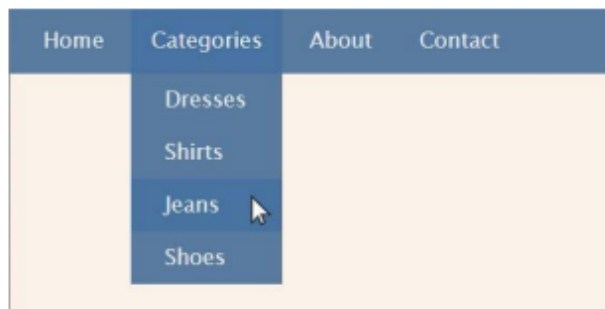 Home Categories About Contact
Dresses
Shirts
Jeans
Shoes